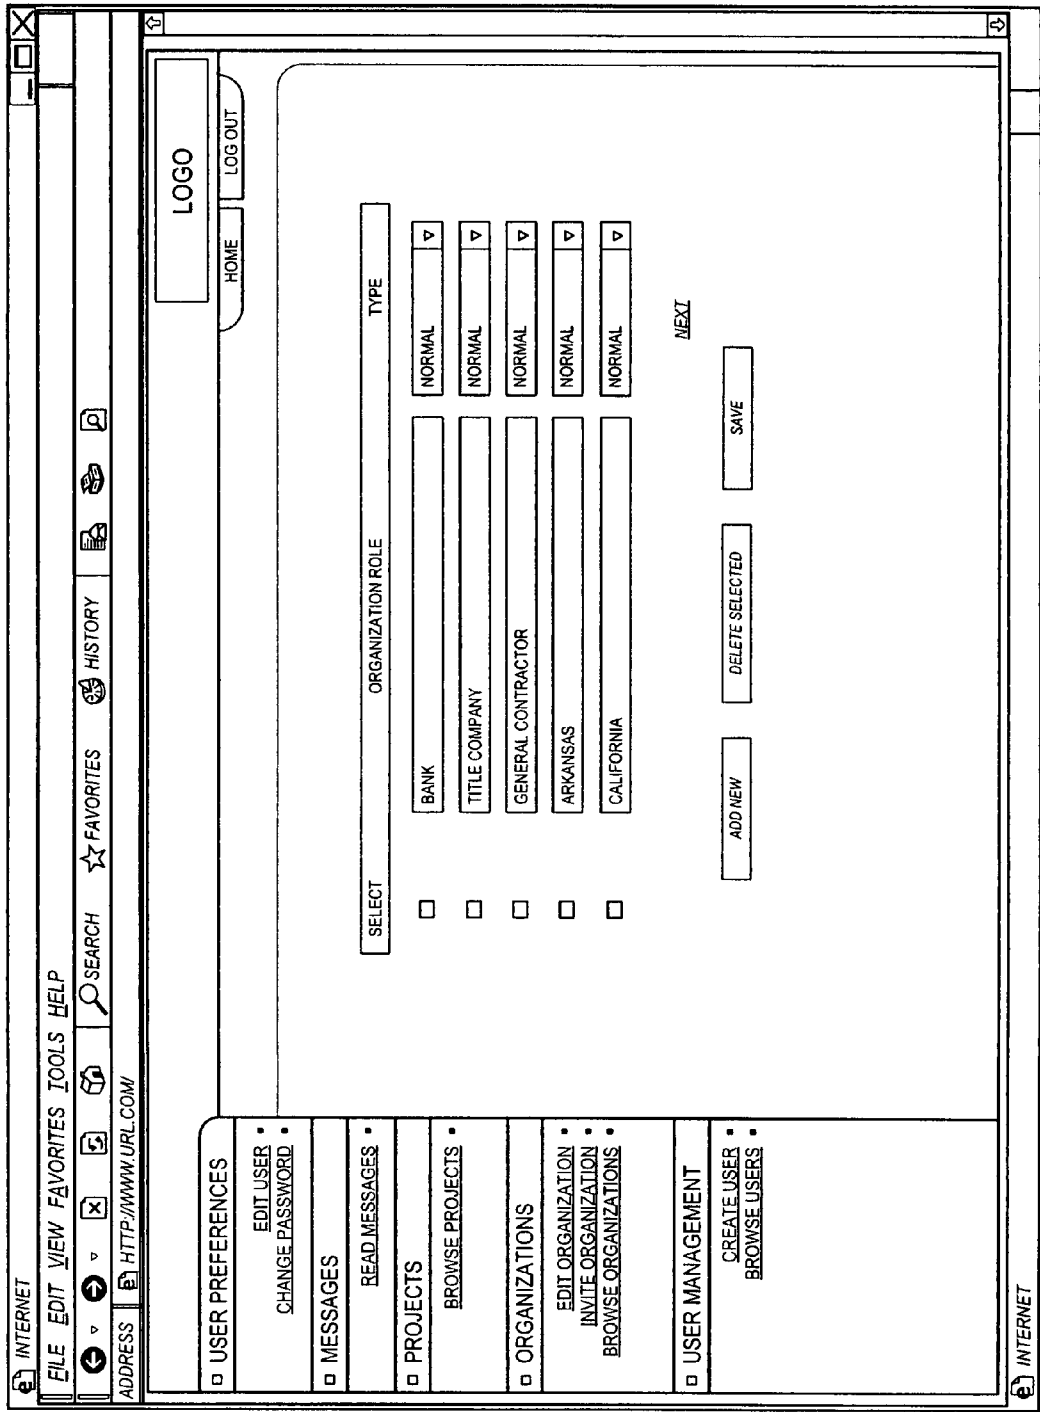 INTERNET
FILE EDIT VIEW FAVORITES TOOLS HELP
SEARCH FAVORITES HISTORY
ADDRESS HTTP://WWW.URL.COM/
LOGO
HOME LOG OUT
USER PREFERENCES
EDIT USER
CHANGE PASSWORD
MESSAGES
READ MESSAGES
PROJECTS
BROWSE PROJECTS
ORGANIZATIONS
EDIT ORGANIZATION
INVITE ORGANIZATION
BROWSE ORGANIZATIONS
USER MANAGEMENT
CREATE USER
BROWSE USERS
SELECT ORGANIZATION ROLE TYPE
BANK NORMAL
TITLE COMPANY NORMAL
GENERAL CONTRACTOR NORMAL
ARKANSAS NORMAL
CALIFORNIA NORMAL
NEXT
ADD NEW DELETE SELECTED SAVE
INTERNET